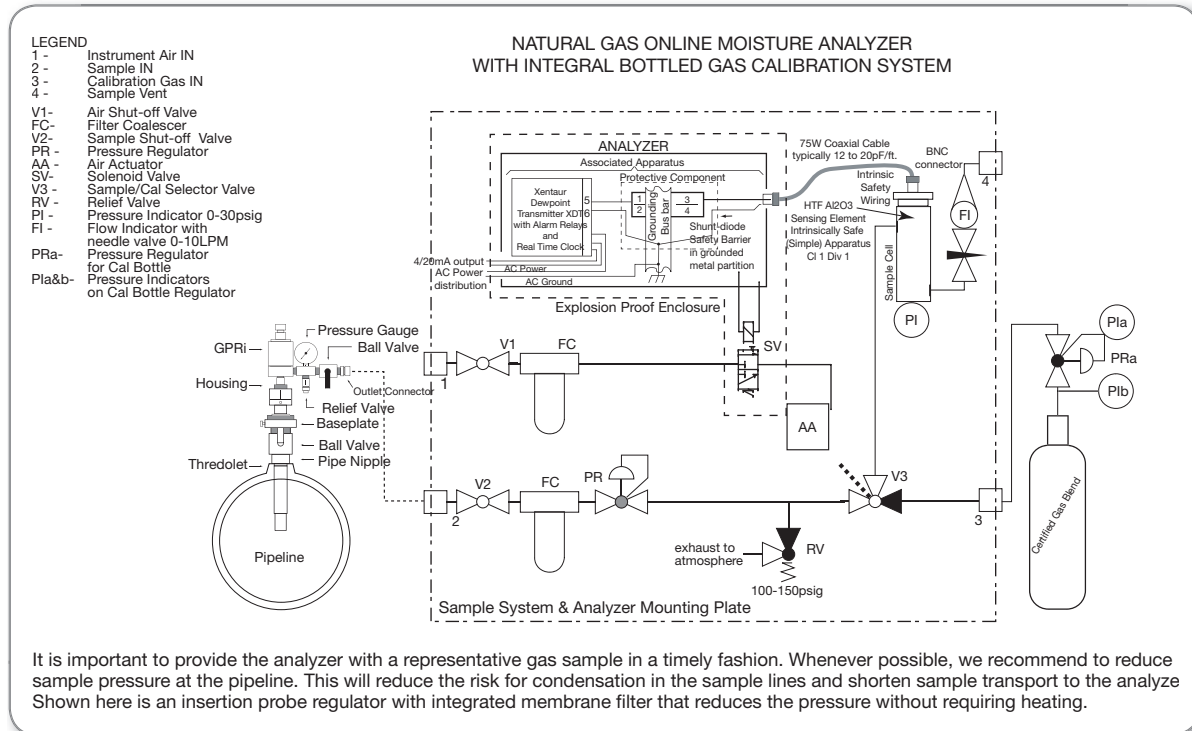 LEGEND
1 - Instrument Air IN
2 - Sample IN
3 - Calibration Gas IN
4 - Sample Vent
V1- Air Shut-off Valve
FC- Filter Coalescer
V2- Sample Shut-off Valve
PR - Pressure Regulator
AA - Air Actuator
SV- Solenoid Valve
V3 - Sample/Cal Selector Valve
RV - Relief Valve
PI - Pressure Indicator 0-30psig
FI - Flow Indicator with
needle valve 0-10LPM
PRa- Pressure Regulator
for Cal Bottle
PIa&b- Pressure Indicators
on Cal Bottle Regulator
NATURAL GAS ONLINE MOISTURE ANALYZER
WITH INTEGRAL BOTTLED GAS CALIBRATION SYSTEM
ANALYZER
Associated Apparatus
Protective Component
Xentaur
Dewpoint
Transmitter XDT
with Alarm Relays
and
Real Time Clock
5
6
1
2
3
4
Grounding
Bus bar
Shunt-diode
Safety Barrier
in grounded
metal partition
4/20mA output
AC Power
distribution
AC Power
AC Ground
Explosion Proof Enclosure
75W Coaxial Cable
typically 12 to 20pF/ft.
BNC
connector
Intrinsic
Safety
Wiring
HTF Al2O3
Sensing Element
Intrinsically Safe
(Simple) Apparatus
Cl 1 Div 1
Sample Cell
PI
FI
4
GPRi
Pressure Gauge
Ball Valve
Housing
Outlet Connector
Relief Valve
Baseplate
Ball Valve
Pipe Nipple
Thredolet
Pipeline
1
V1
FC
SV
AA
2
V2
FC
PR
V3
3
exhaust to
atmosphere
RV
100-150psig
PIa
PRa
PIb
Certified Gas Blend
Sample System & Analyzer Mounting Plate
It is important to provide the analyzer with a representative gas sample in a timely fashion. Whenever possible, we recommend to reduce
sample pressure at the pipeline. This will reduce the risk for condensation in the sample lines and shorten sample transport to the analyze
Shown here is an insertion probe regulator with integrated membrane filter that reduces the pressure without requiring heating.